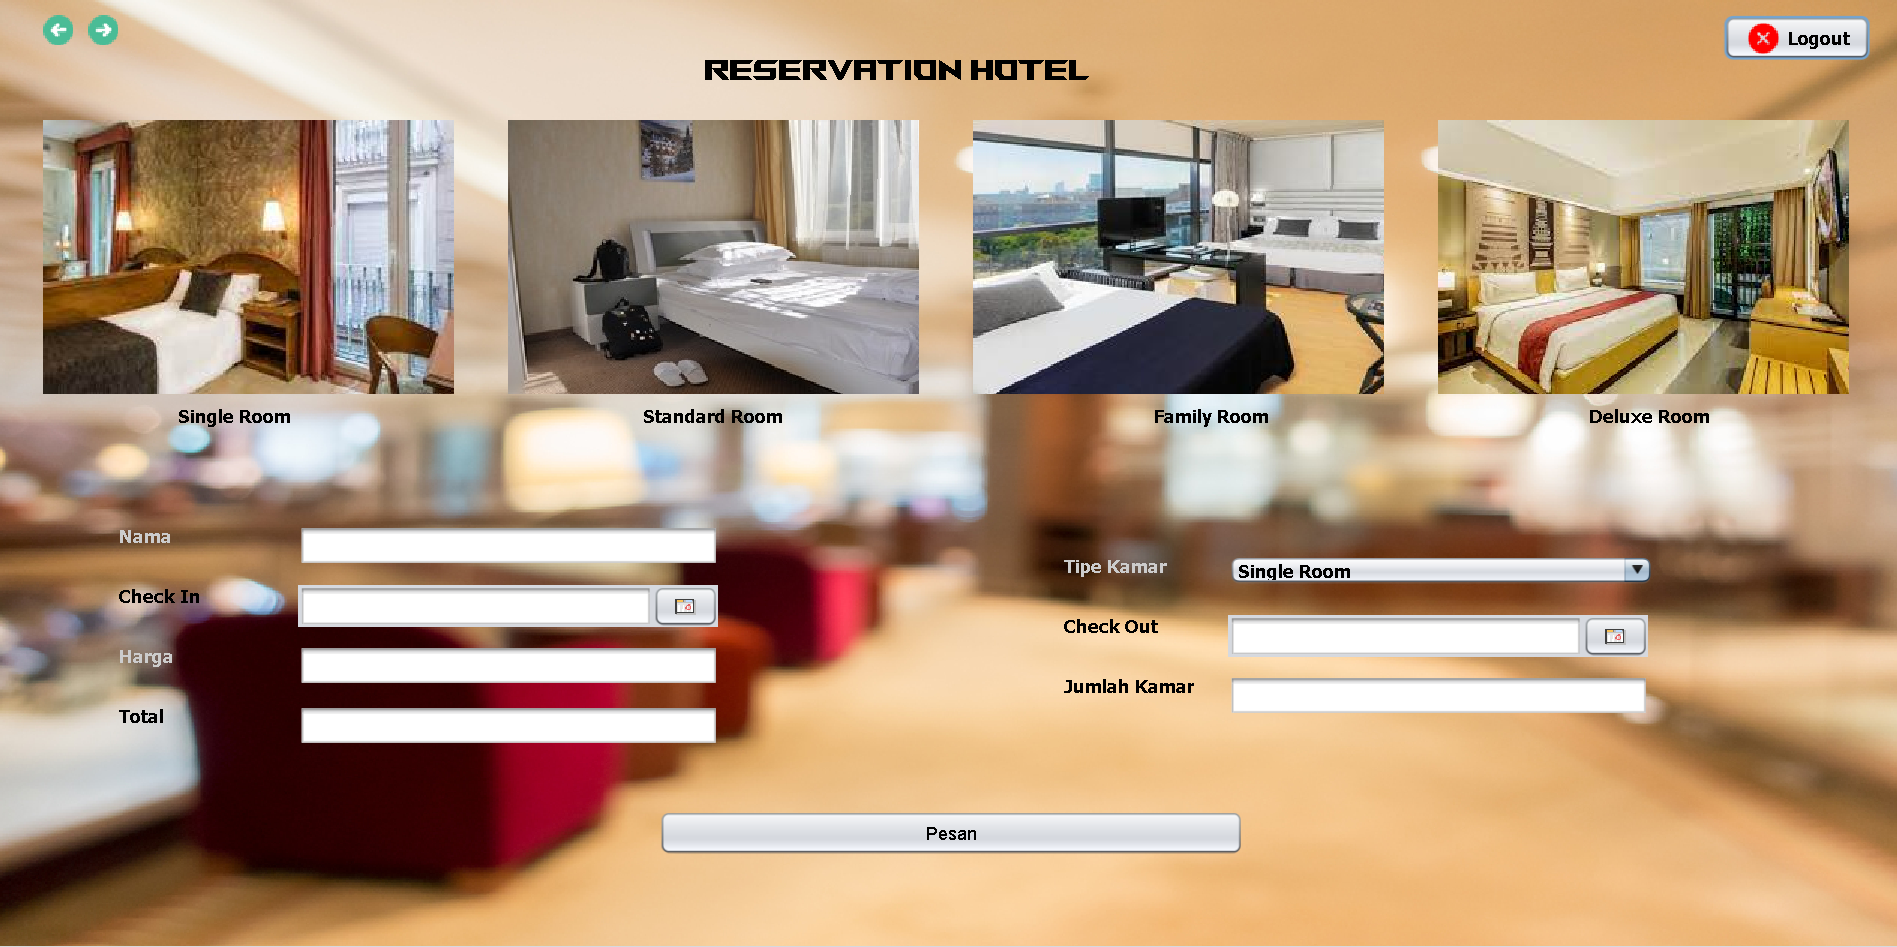 Logout
RESERVATION HOTEL
Single Room
Standard Room
Family Room
Deluxe Room
Nama
Tipe Kamar
Single Room
Check In
Check Out
Harga
Jumlah Kamar
Total
Pesan